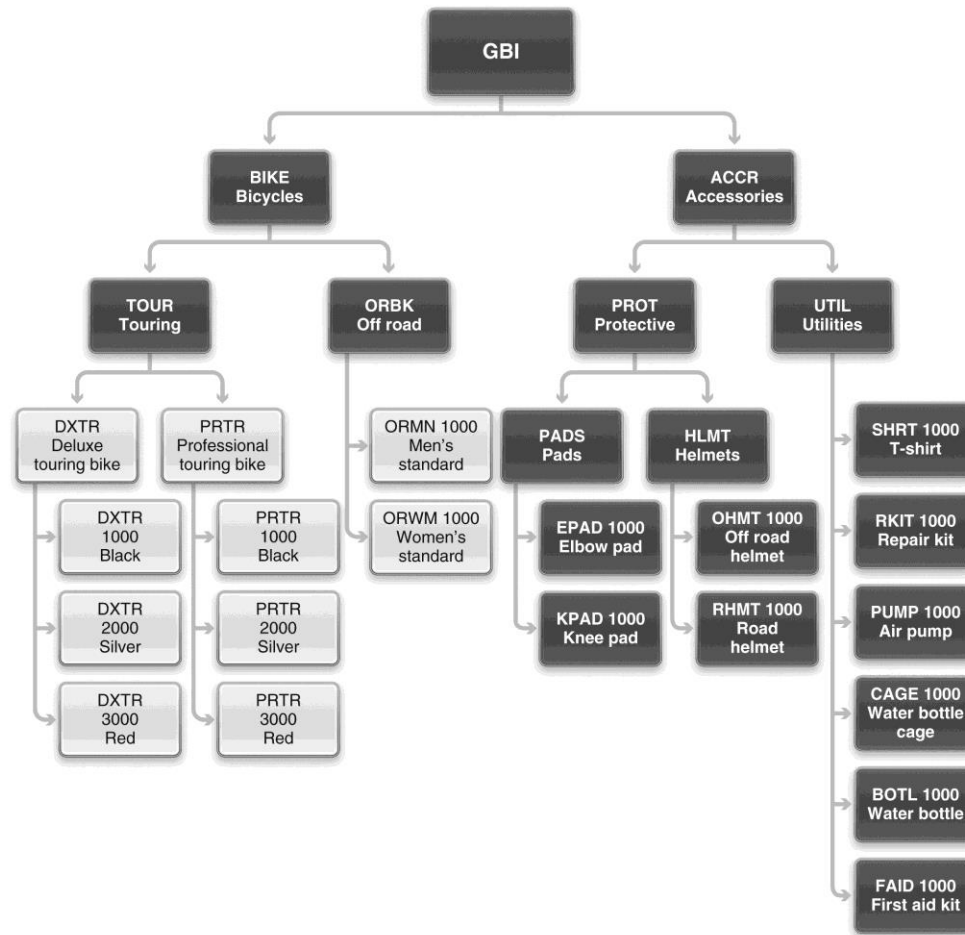 GBI
BIKE
Bicycles
ACCR
Accessories
TOUR
Touring
ORBK
Off road
PROT
Protective
UTIL
Utilities
DXTR
Deluxe
touring bike
PRTR
Professional
touring bike
DXTR
1000
Black
DXTR
2000
Silver
DXTR
3000
Red
PRTR
1000
Black
PRTR
2000
Silver
PRTR
3000
Red
ORMN 1000
Men's
standard
ORWM 1000
Women's
standard
PADS
Pads
HLMT
Helmets
EPAD 1000
Elbow pad
KPAD 1000
Knee pad
OHMT 1000
Off road
helmet
RHMT 1000
Road
helmet
SHRT 1000
T-shirt
RKIT 1000
Repair kit
PUMP 1000
Air pump
CAGE 1000
Water bottle
cage
BOTL 1000
Water bottle
FAID 1000
First aid kit